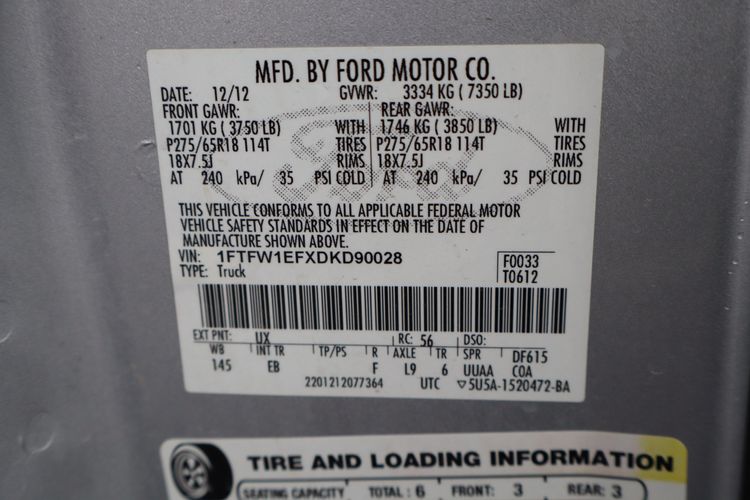 MFD. BY FORD MOTOR CO.
DATE: 12/12 GVWR: 3334 KG ( 7350 LB)
FRONT GAWR: REAR GAWR:
1701 KG ( 3750 LB) WITH 1746 KG ( 3850 LB) WITH
P275/65R18 114T TIRES P275/65R18 114T TIRES
18X7.5J RIMS 18X7.5J RIMS
AT 240 kPa/ 35 PSI COLD AT 240 kPa/ 35 PSI COLD
Ford
THIS VEHICLE CONFORMS TO ALL APPLICABLE FEDERAL MOTOR
VEHICLE SAFETY STANDARDS IN EFFECT ON THE DATE OF
MANUFACTURE SHOWN ABOVE.
VIN: 1FTFW1EFXDKD90028 F0033
TYPE: Truck T0612
EXT PNT: UX RC: 56 DSO:
WB INT TR TP/PS R AXLE TR SPR DF615
145 EB F L9 6 UUAA COA
2201212077364 UTC ▽5U5A-1520472-BA
TIRE AND LOADING INFORMATION
SEATING CAPACITY TOTAL : 6 FRONT: 3 REAR: 3